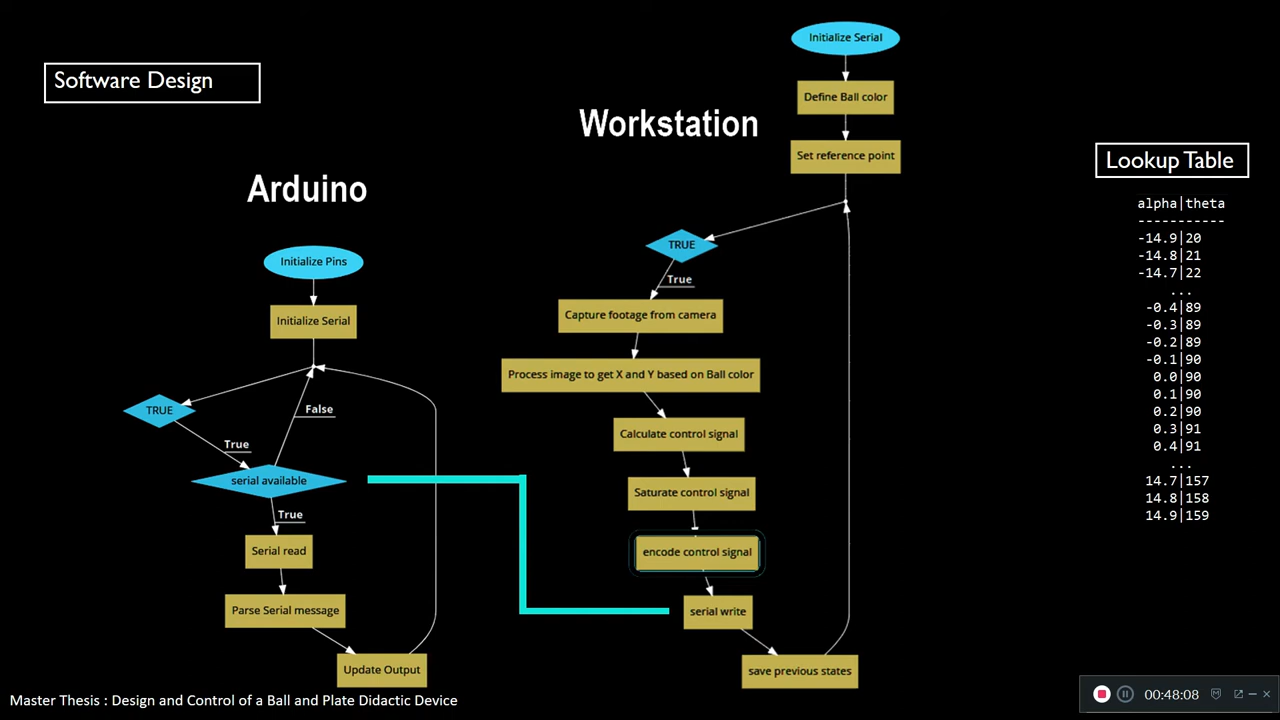 Software Design
Arduino
Initialize Pins
Initialize Serial
TRUE
False
True
serial available
True
Serial read
Parse Serial message
Update Output
Workstation
Initialize Serial
Define Ball color
Set reference point
TRUE
True
Capture footage from camera
Process image to get X and Y based on Ball color
Calculate control signal
Saturate control signal
encode control signal
serial write
save previous states
Lookup Table
alpha|theta
-----------
-14.9|20
-14.8|21
-14.7|22
...
-0.4|89
-0.3|89
-0.2|89
-0.1|90
0.0|90
0.1|90
0.2|90
0.3|91
0.4|91
...
14.7|157
14.8|158
14.9|159
Master Thesis : Design and Control of a Ball and Plate Didactic Device
00:48:08